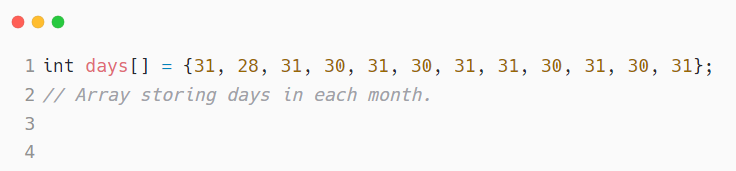 1 int days[] = {31, 28, 31, 30, 31, 30, 31, 31, 30, 31, 30, 31};
2 // Array storing days in each month.
3
4